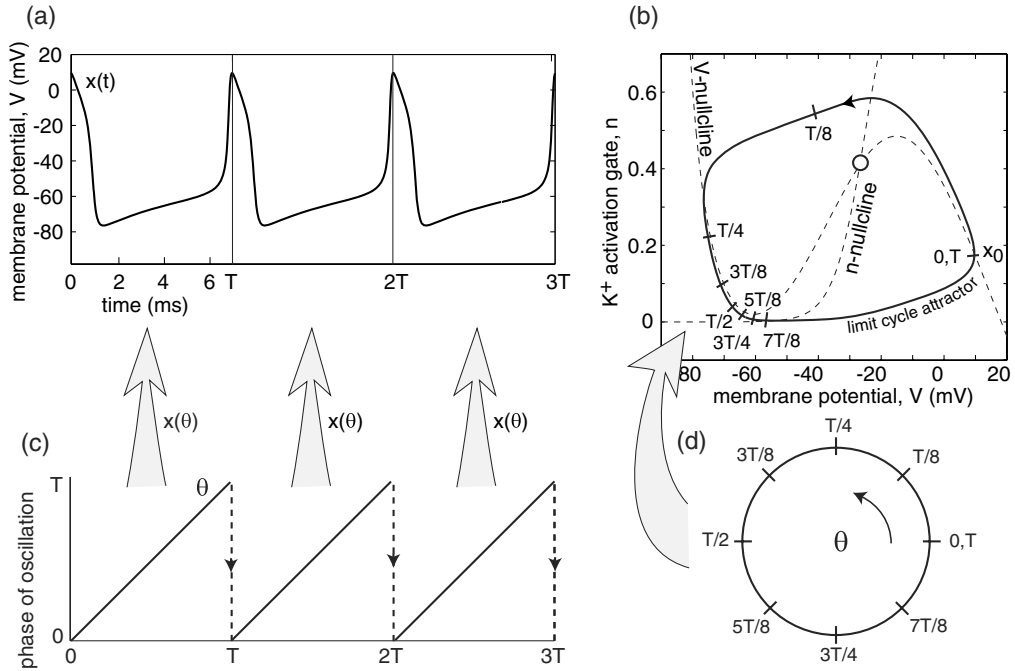 (a)
membrane potential, V (mV)
20
0
-20
-40
-60
-80
x(t)
0
2
4
6
T
2T
3T
time (ms)
(b)
K+ activation gate, n
0.6
0.4
0.2
0
V-nullcline
T/8
n-nullcline
T/4
3T/8
5T/8
T/2
3T/4
7T/8
0,T
x0
limit cycle attractor
80
-60
-40
-20
0
20
membrane potential, V (mV)
x(θ)
x(θ)
x(θ)
(c)
phase of oscillation
T
0
θ
0
T
2T
3T
(d)
T/4
3T/8
T/8
T/2
θ
0,T
5T/8
7T/8
3T/4